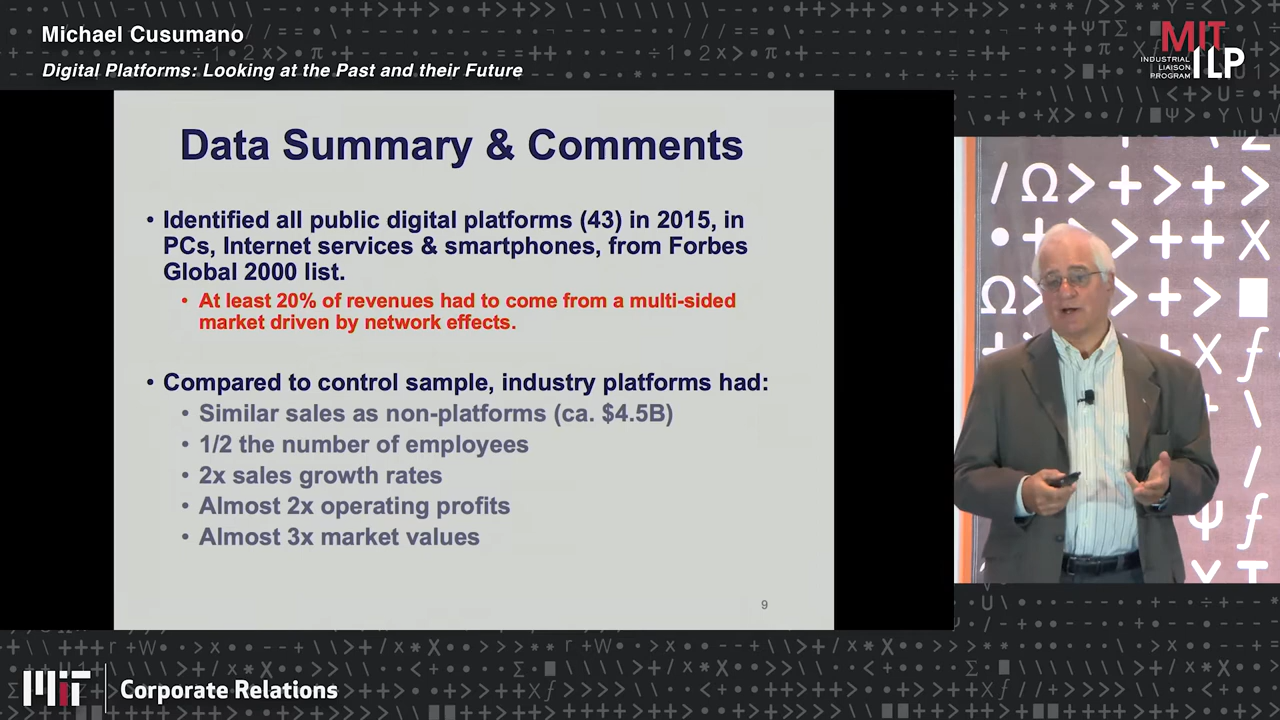 Michael Cusumano
Digital Platforms: Looking at the Past and their Future
MIT
INDUSTRIAL
LIAISON
PROGRAM
ILP
Data Summary & Comments
• Identified all public digital platforms (43) in 2015, in
PCs, Internet services & smartphones, from Forbes
Global 2000 list.
• At least 20% of revenues had to come from a multi-sided
market driven by network effects.
• Compared to control sample, industry platforms had:
• Similar sales as non-platforms (ca. $4.5B)
• 1/2 the number of employees
• 2x sales growth rates
• Almost 2x operating profits
• Almost 3x market values
9
MIT
Corporate Relations